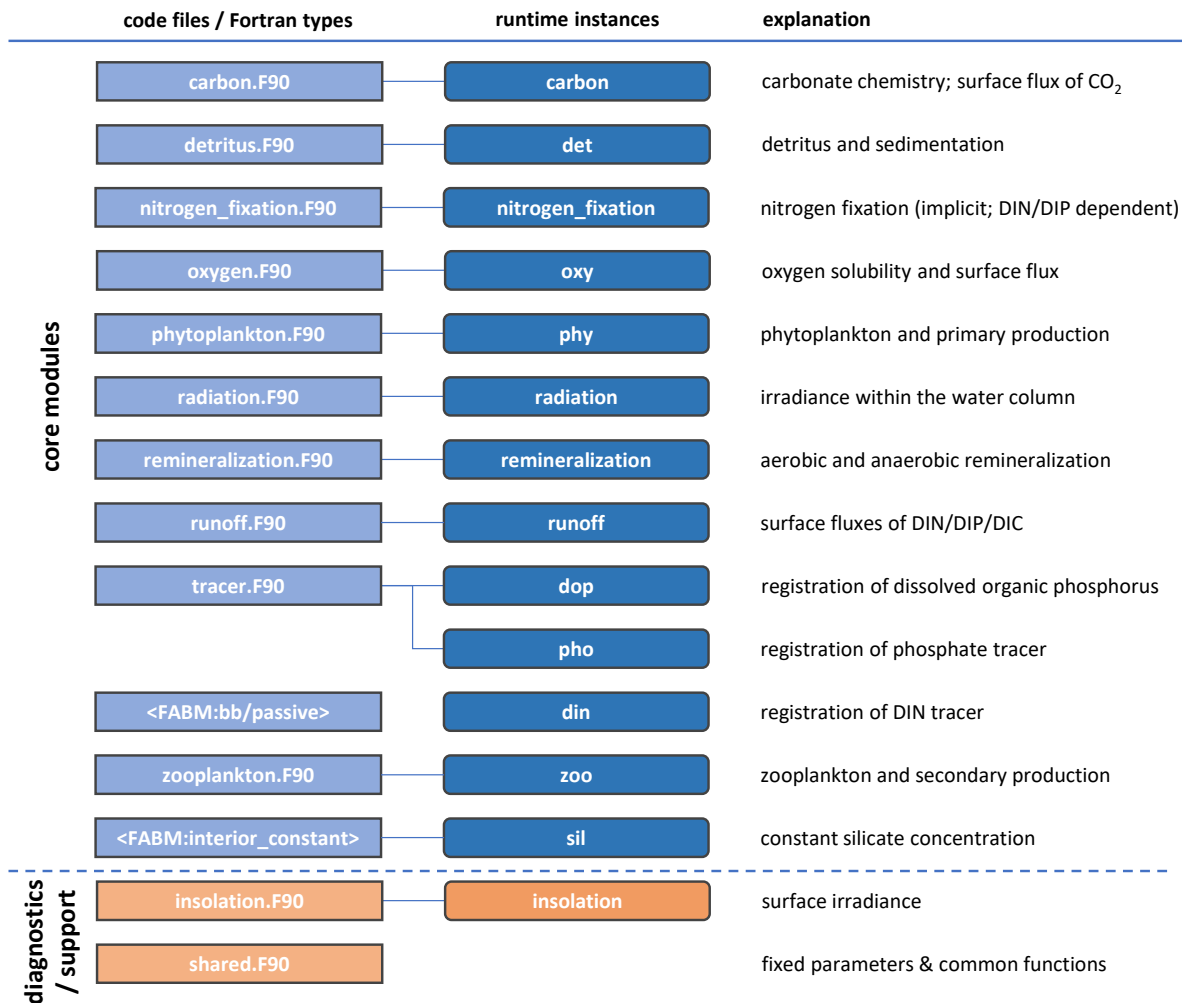 code files / Fortran types runtime instances explanation
core modules
carbon.F90 carbon carbonate chemistry; surface flux of CO₂
detritus.F90 det detritus and sedimentation
nitrogen_fixation.F90 nitrogen_fixation nitrogen fixation (implicit; DIN/DIP dependent)
oxygen.F90 oxy oxygen solubility and surface flux
phytoplankton.F90 phy phytoplankton and primary production
radiation.F90 radiation irradiance within the water column
remineralization.F90 remineralization aerobic and anaerobic remineralization
runoff.F90 runoff surface fluxes of DIN/DIP/DIC
tracer.F90 dop registration of dissolved organic phosphorus
pho registration of phosphate tracer
<FABM:bb/passive> din registration of DIN tracer
zooplankton.F90 zoo zooplankton and secondary production
<FABM:interior_constant> sil constant silicate concentration
diagnostics
/ support
insolation.F90 insolation surface irradiance
shared.F90 fixed parameters & common functions